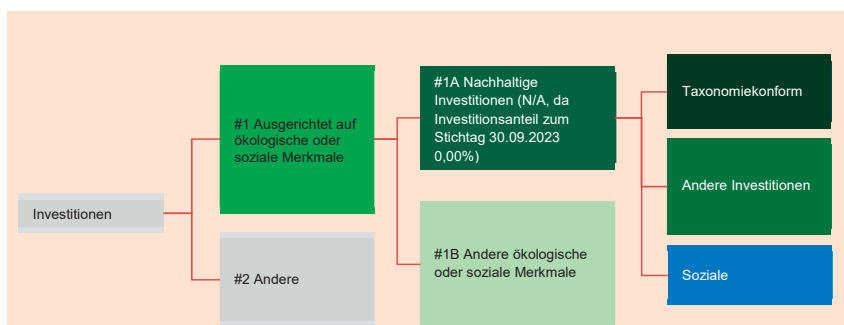 Investitionen
#1 Ausgerichtet auf
ökologische oder
soziale Merkmale
#2 Andere
#1A Nachhaltige
Investitionen (N/A, da
Investitionsanteil zum
Stichtag 30.09.2023
0,00%)
#1B Andere ökologische
oder soziale Merkmale
Taxonomiekonform
Andere Investitionen
Soziale